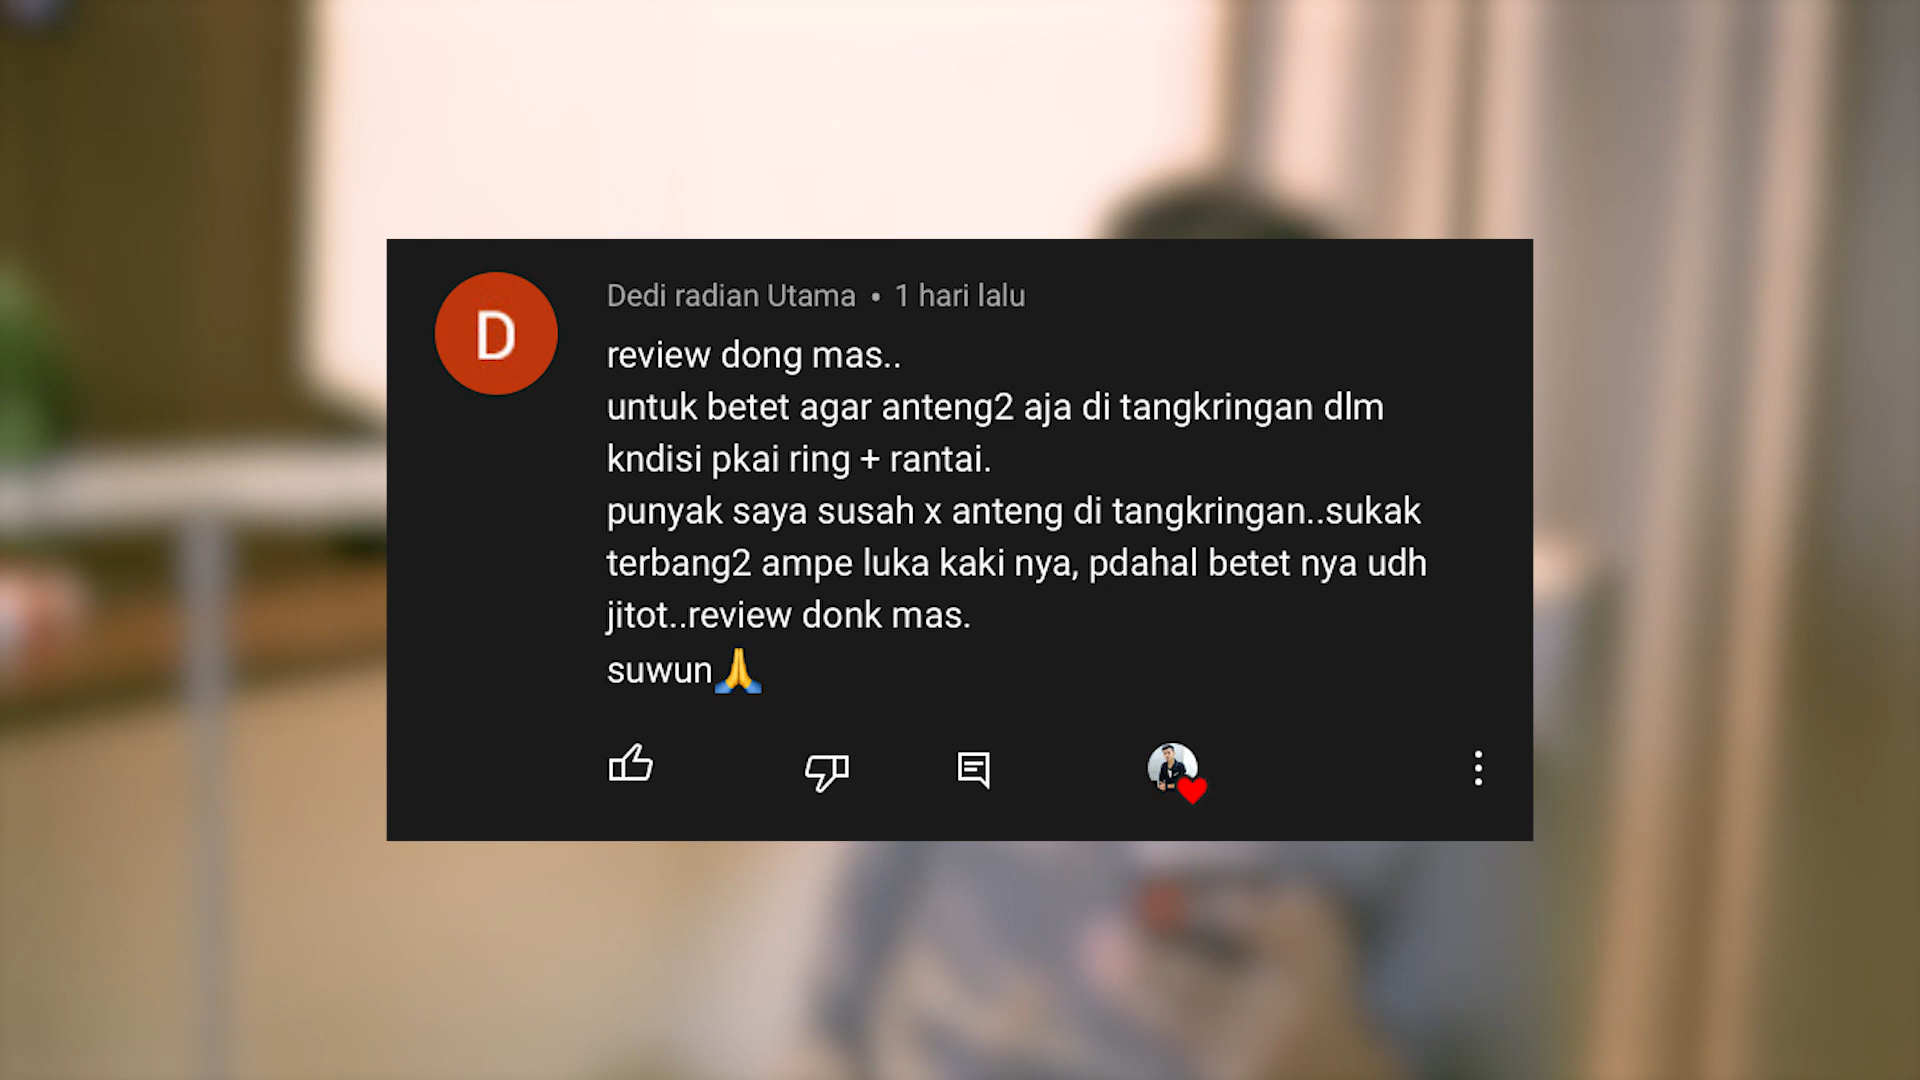 D
Dedi radian Utama • 1 hari lalu
review dong mas..
untuk betet agar anteng2 aja di tangkringan dlm
kndisi pkai ring + rantai.
punyak saya susah x anteng di tangkringan..sukak
terbang2 ampe luka kaki nya, pdahal betet nya udh
jitot..review donk mas.
suwun🙏